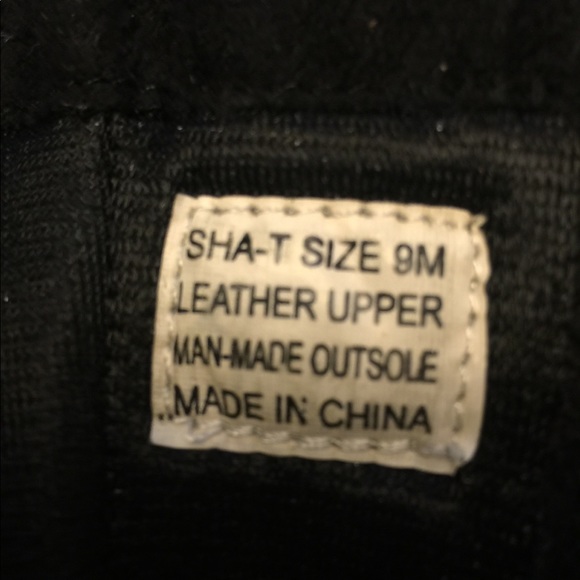 SHA-T SIZE 9M
LEATHER UPPER
MAN-MADE OUTSOLE
MADE IN CHINA